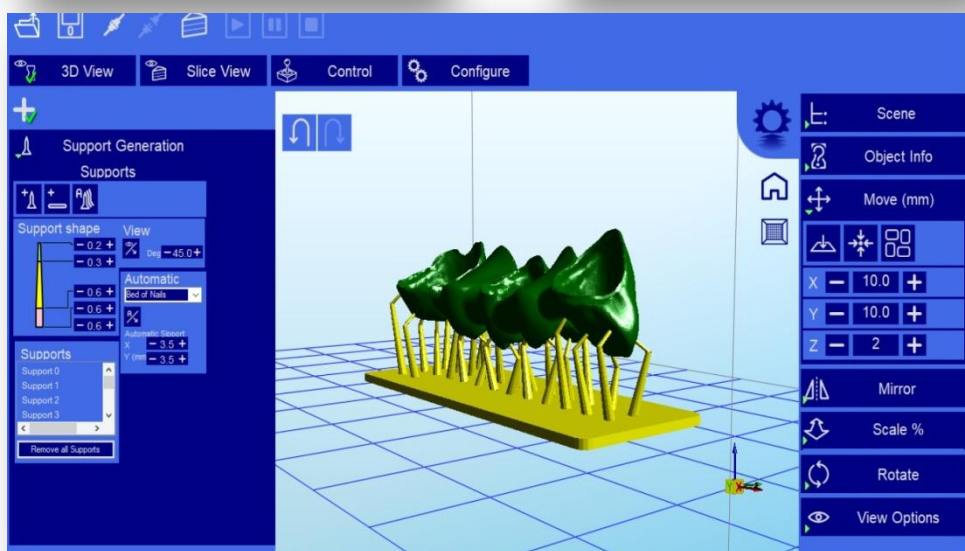 3D View
Slice View
Control
Configure
Support Generation
Supports
Support shape
− 0.2 +
− 0.3 +
− 0.6 +
− 0.6 +
− 0.6 +
View
Deg −45.0+
Automatic
Bed of Nails
Automatic Support
X − 3.5 +
Y (mm − 3.5 +
Supports
Support 0
Support 1
Support 2
Support 3
Remove all Supports
Scene
Object Info
Move (mm)
X − 10.0 +
Y − 10.0 +
Z − 2 +
Mirror
Scale %
Rotate
View Options